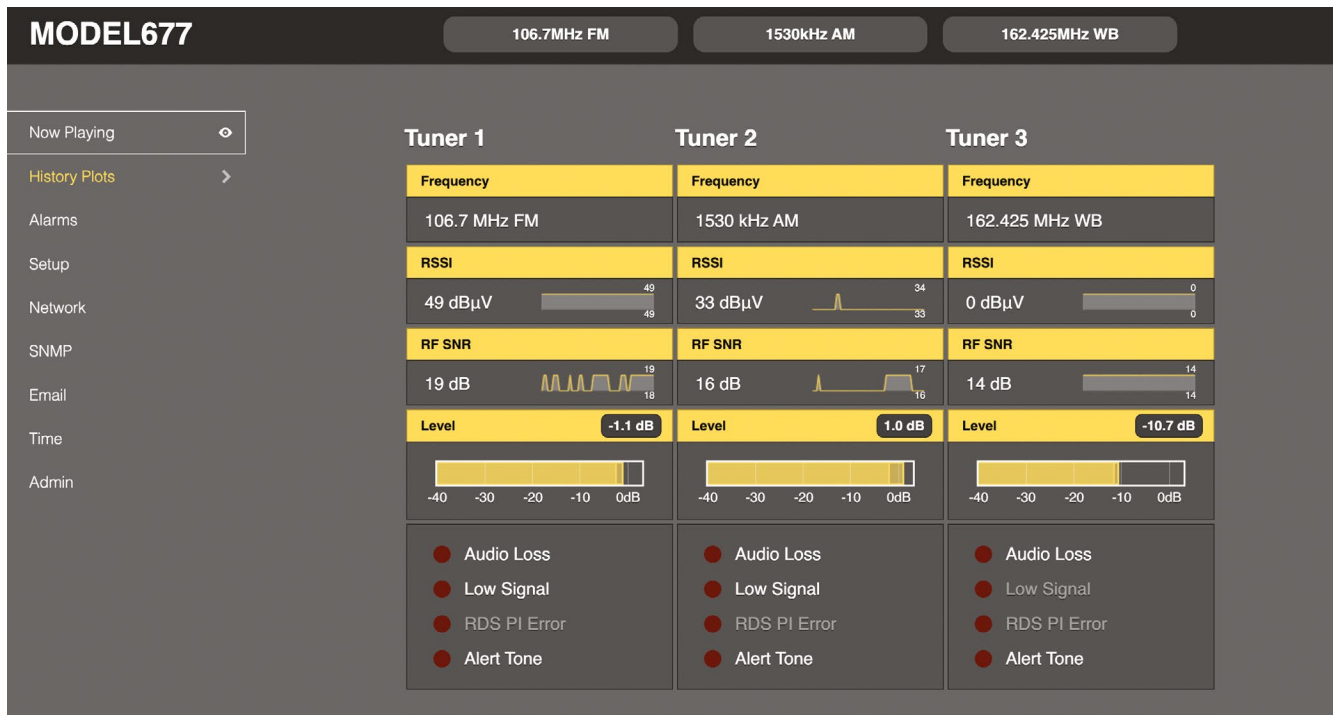 MODEL677
106.7MHz FM
1530kHz AM
162.425MHz WB
Now Playing
History Plots
Alarms
Setup
Network
SNMP
Email
Time
Admin
Tuner 1
Frequency
106.7 MHz FM
RSSI
49 dBµV
49
49
RF SNR
19 dB
19
18
Level
-1.1 dB
-40 -30 -20 -10 0dB
Audio Loss
Low Signal
RDS PI Error
Alert Tone
Tuner 2
Frequency
1530 kHz AM
RSSI
33 dBµV
34
33
RF SNR
16 dB
17
16
Level
1.0 dB
-40 -30 -20 -10 0dB
Audio Loss
Low Signal
RDS PI Error
Alert Tone
Tuner 3
Frequency
162.425 MHz WB
RSSI
0 dBµV
0
0
RF SNR
14 dB
14
14
Level
-10.7 dB
-40 -30 -20 -10 0dB
Audio Loss
Low Signal
RDS PI Error
Alert Tone